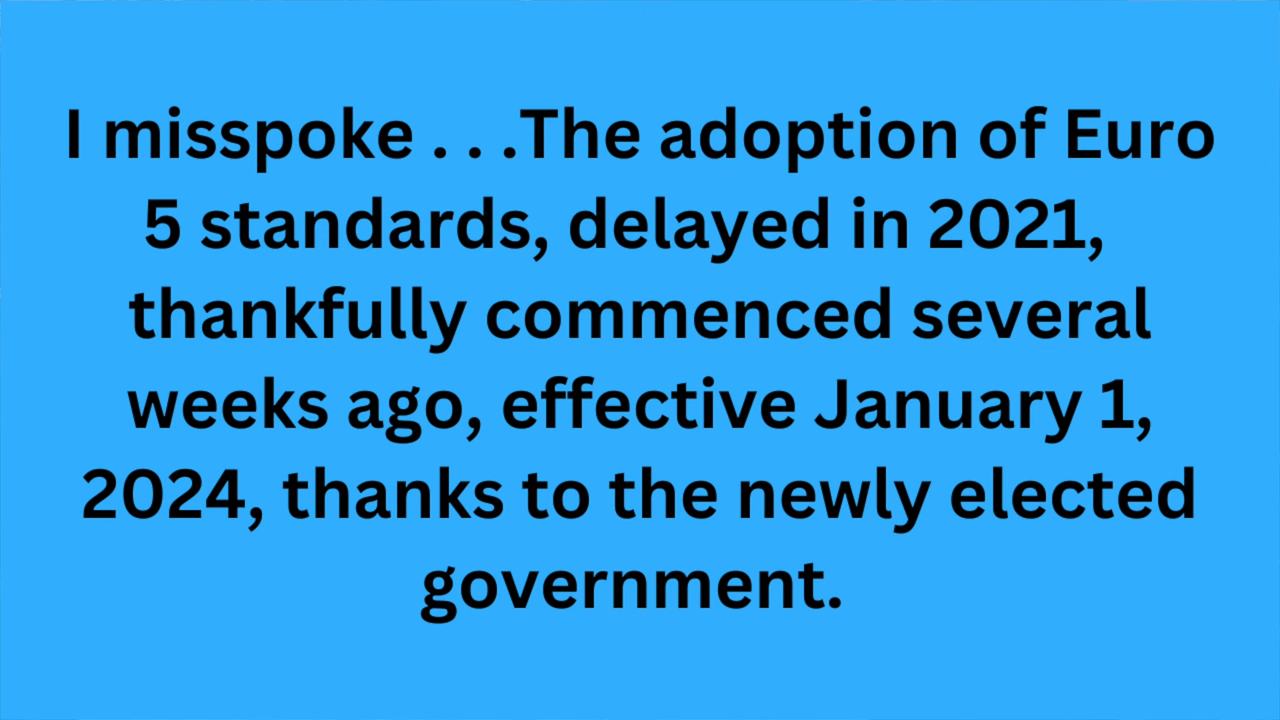 I misspoke . . .The adoption of Euro
5 standards, delayed in 2021,
thankfully commenced several
weeks ago, effective January 1,
2024, thanks to the newly elected
government.